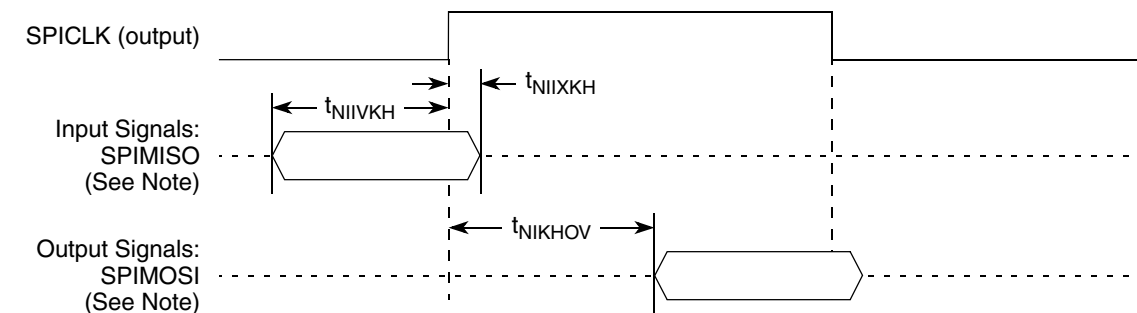 SPICLK (output)
tNIIXKH
tNIIVKH
Input Signals:
SPIMISO
(See Note)
tNIKHOV
Output Signals:
SPIMOSI
(See Note)